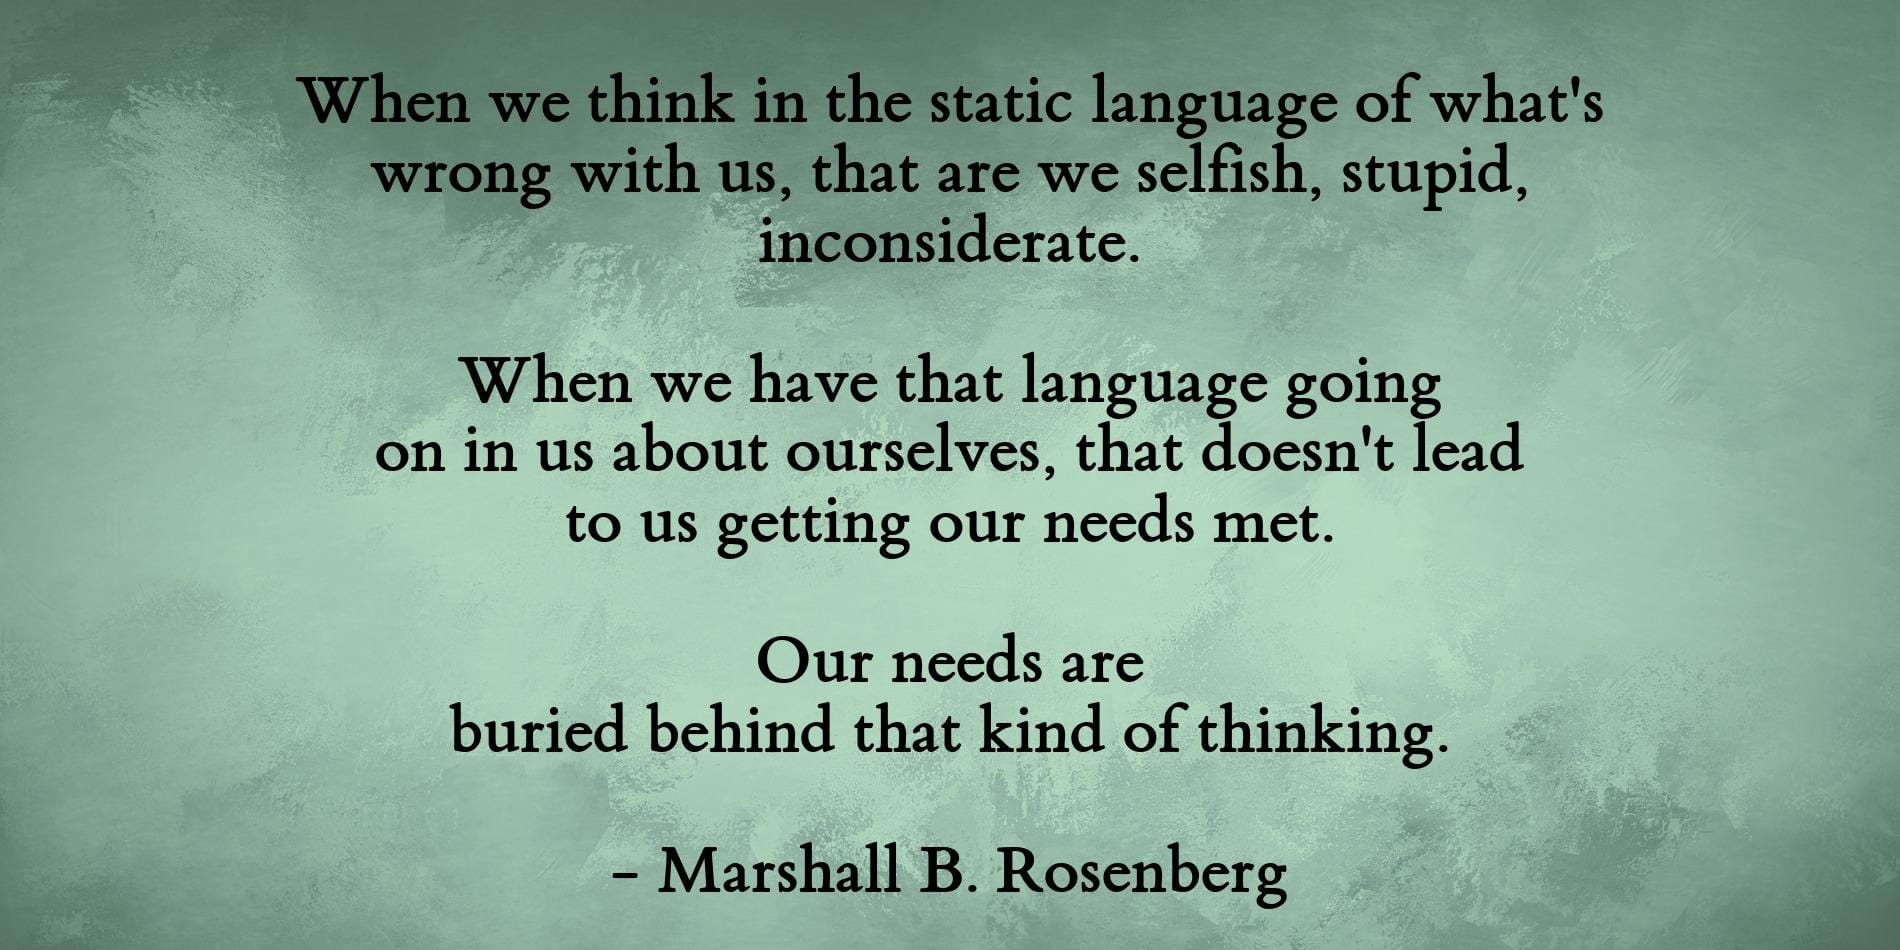 When we think in the static language of what's
wrong with us, that are we selfish, stupid,
inconsiderate.
When we have that language going
on in us about ourselves, that doesn't lead
to us getting our needs met.
Our needs are
buried behind that kind of thinking.
– Marshall B. Rosenberg